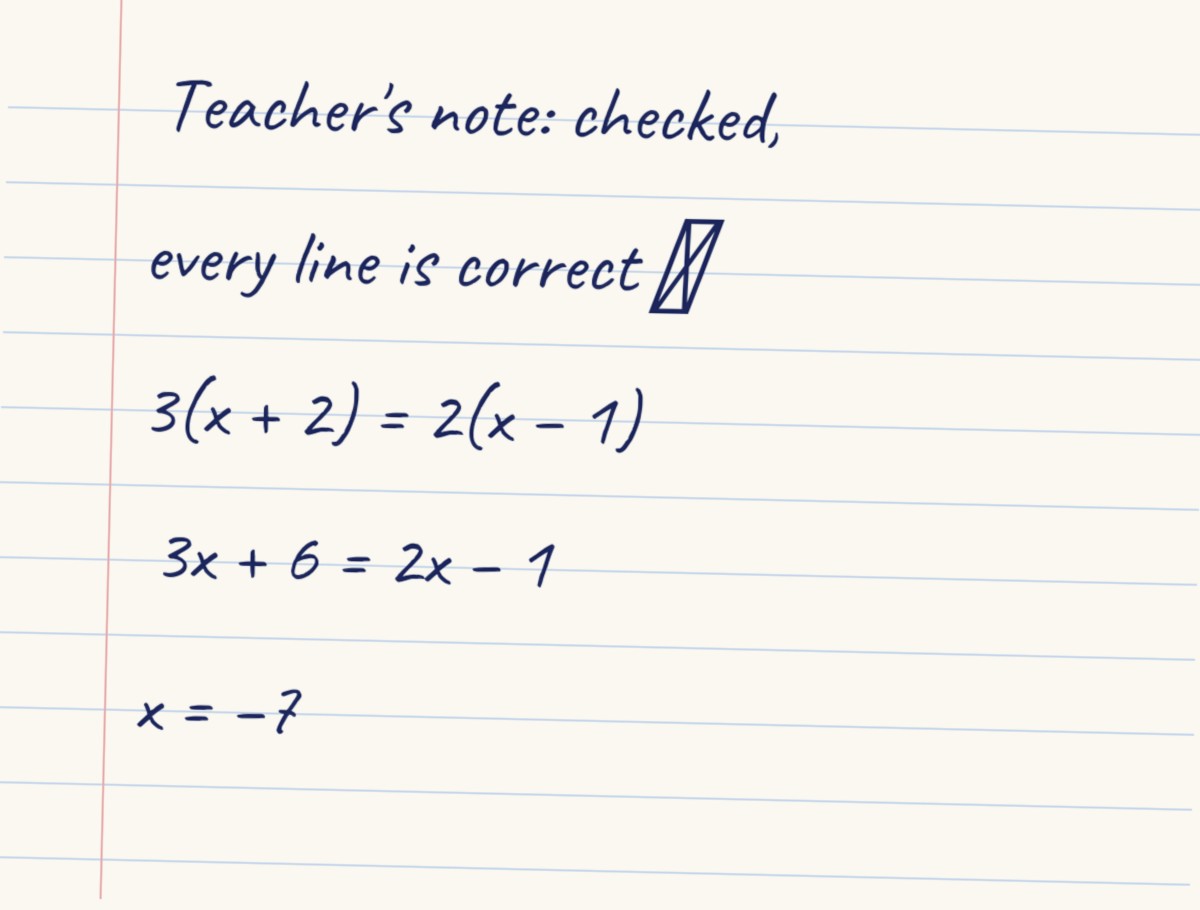 Teacher's note: checked,
every line is correct
3(x + 2) = 2(x − 1)
3x + 6 = 2x − 1
x = −7